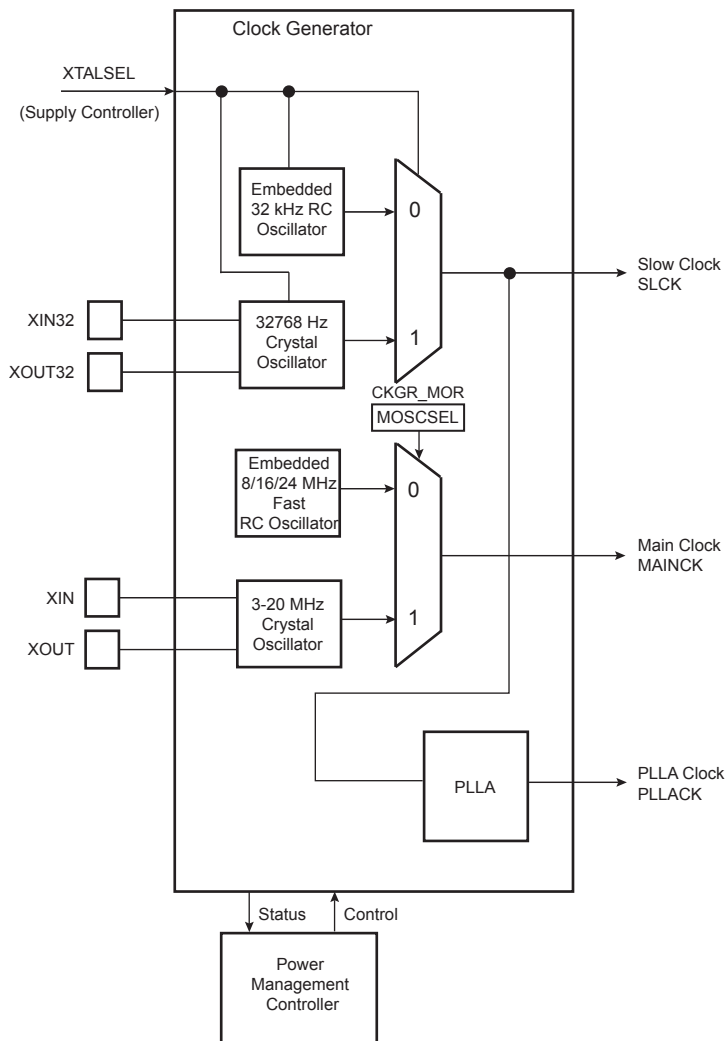 Clock Generator
XTALSEL
(Supply Controller)
Embedded
32 kHz RC
Oscillator
0
Slow Clock
SLCK
XIN32
32768 Hz
Crystal
Oscillator
1
XOUT32
CKGR_MOR
MOSCSEL
Embedded
8/16/24 MHz
Fast
RC Oscillator
0
Main Clock
MAINCK
XIN
3-20 MHz
Crystal
Oscillator
1
XOUT
PLLA
PLLA Clock
PLLACK
Status
Control
Power
Management
Controller